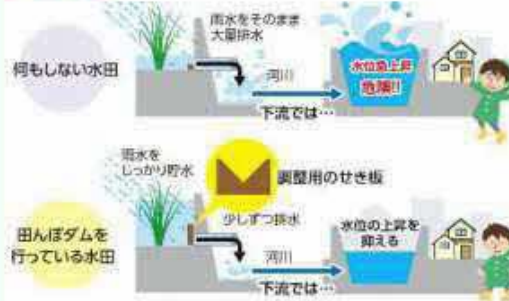 雨水をそのまま
大量排水
何もしない水田
河川
水位急上昇
危険!!
下流では…
雨水を
しっかり貯水
調整用のせき板
田んぼダムを
行っている水田
少しずつ排水
水位の上昇を
抑える
河川
下流では…